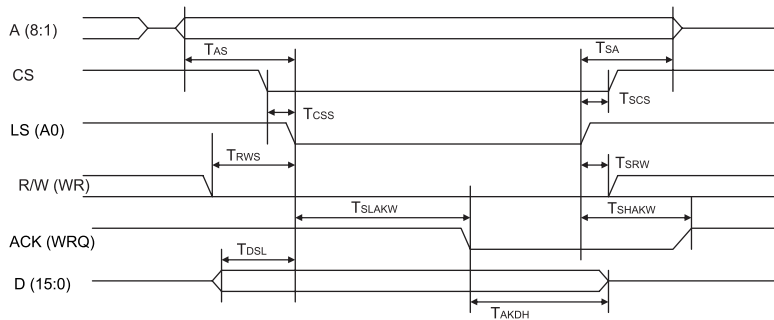 A (8:1)
TAS
TSA
CS
TCSS
TSCS
LS (A0)
TRWS
TSRW
R/W (WR)
TSLAKW
TSHAKW
ACK (WRQ)
TDSL
D (15:0)
TAKDH